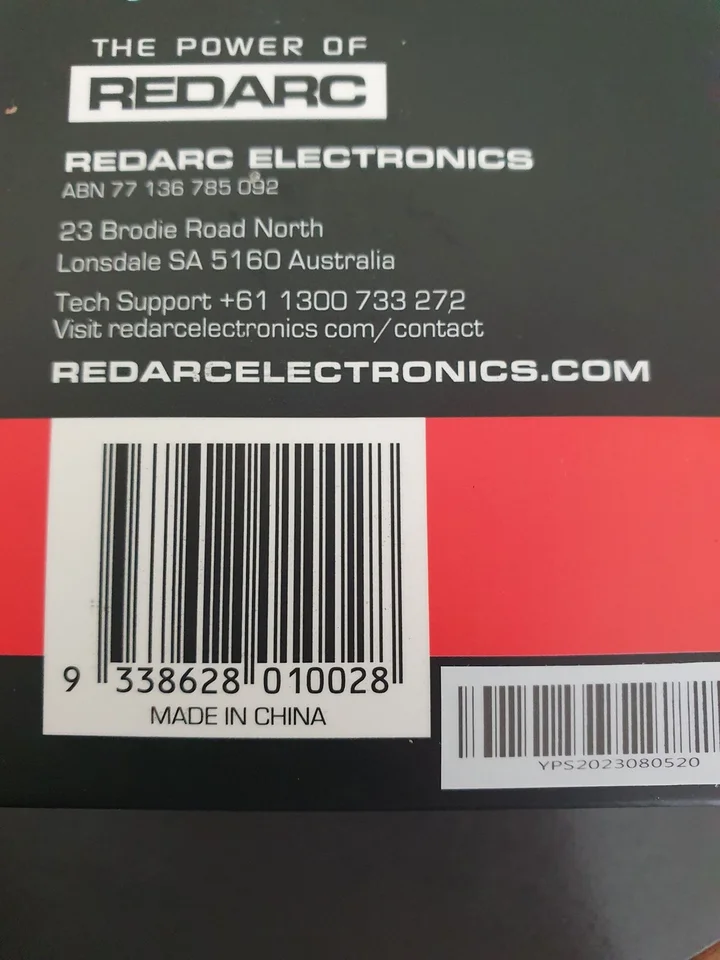 THE POWER OF
REDARC
REDARC ELECTRONICS
ABN 77 136 785 092
23 Brodie Road North
Lonsdale SA 5160 Australia
Tech Support +61 1300 733 272
Visit redarcelectronics.com/contact
REDARCELECTRONICS.COM
9 338628 010028
MADE IN CHINA
YPS2023080520